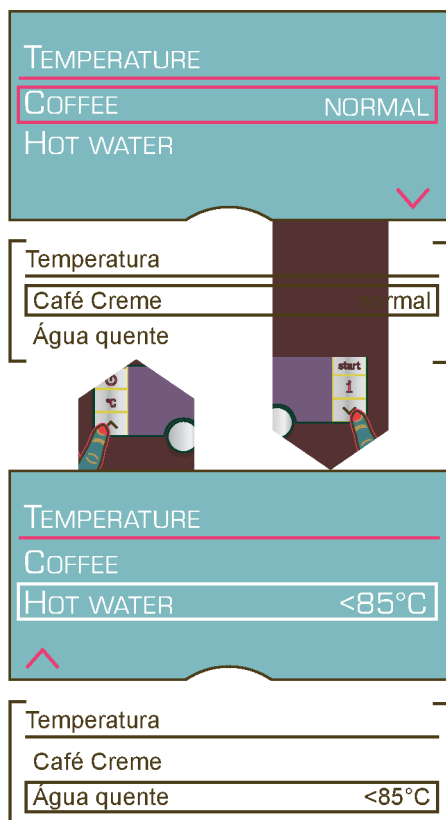 TEMPERATURE
COFFEE NORMAL
HOT WATER
Temperatura
Café Creme rmal
Água quente
start
i
°C
TEMPERATURE
COFFEE
HOT WATER <85°C
Temperatura
Café Creme
Água quente <85°C